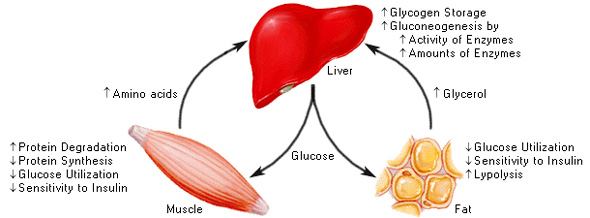 ↑Glycogen Storage
↑Gluconeogenesis by
↑Activity of Enzymes
↑Amounts of Enzymes
Liver
↑Amino acids
↑Glycerol
↑Protein Degradation
↓Protein Synthesis
↓Glucose Utilization
↓Sensitivity to Insulin
Glucose
↓Glucose Utilization
↓Sensitivity to Insulin
↑Lypolysis
Muscle
Fat